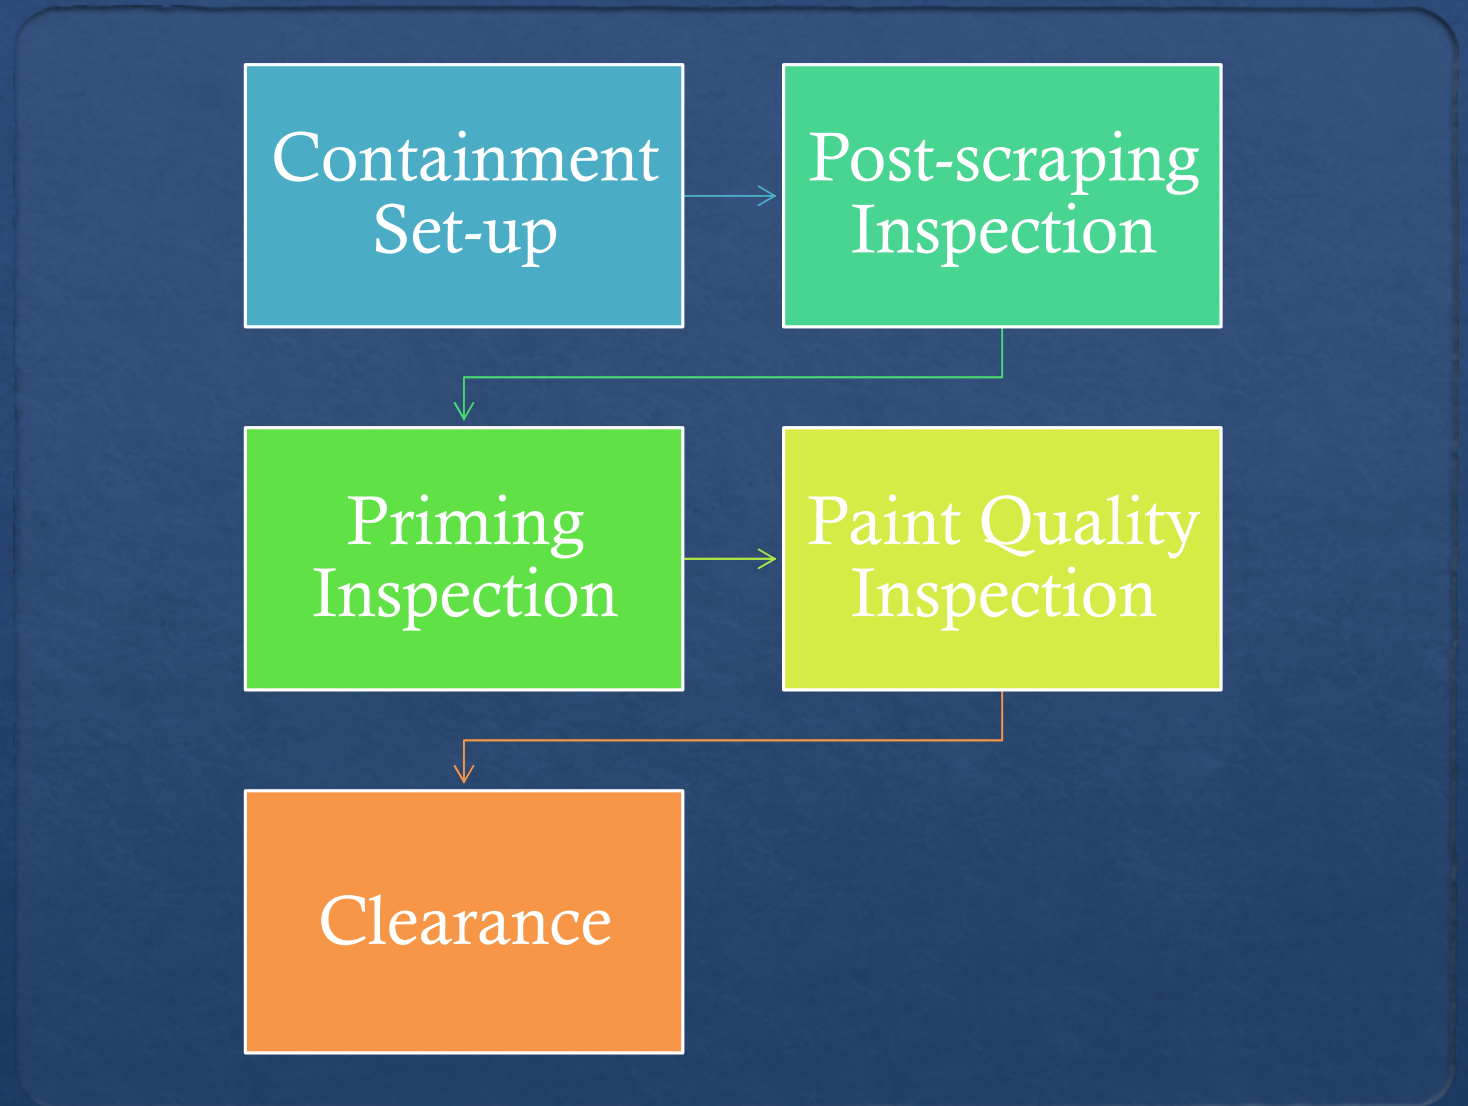 Containment
Set-up
Post-scraping
Inspection
Priming
Inspection
Paint Quality
Inspection
Clearance